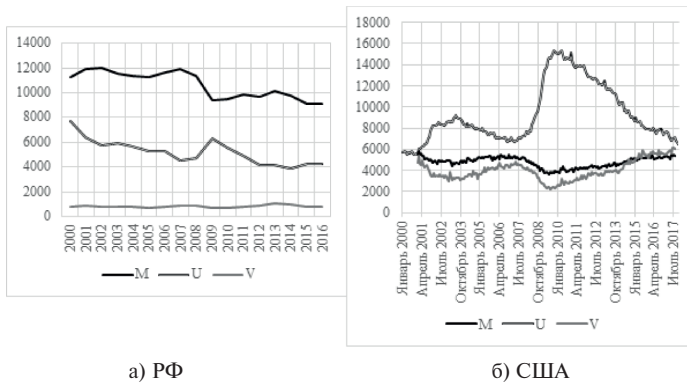 14000
12000
10000
8000
6000
4000
2000
0
2000
2001
2002
2003
2004
2005
2006
2007
2008
2009
2010
2011
2012
2013
2014
2015
2016
M U V
а) РФ
18000
16000
14000
12000
10000
8000
6000
4000
2000
0
Январь 2000
Апрель 2001
Июль 2002
Октябрь 2003
Январь 2005
Апрель 2006
Июль 2007
Октябрь 2008
Январь 2010
Апрель 2011
Июль 2012
Октябрь 2013
Январь 2015
Апрель 2016
Июль 2017
M U V
б) США